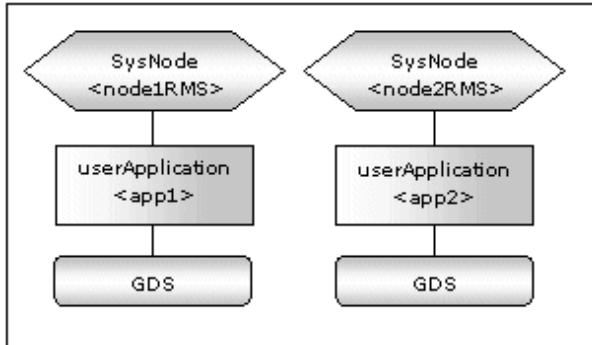 SysNode
<node1RMS>
SysNode
<node2RMS>
userApplication
<app1>
userApplication
<app2>
GDS
GDS